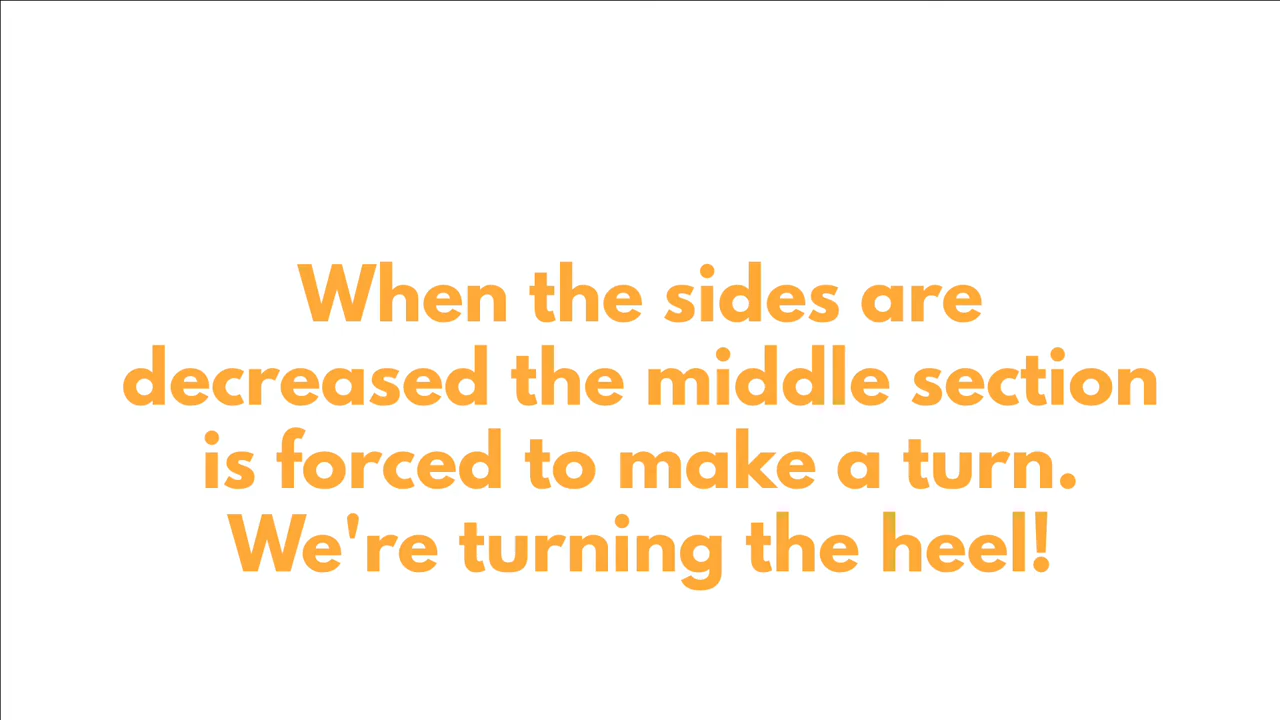 When the sides are
decreased the middle section
is forced to make a turn.
We're turning the heel!